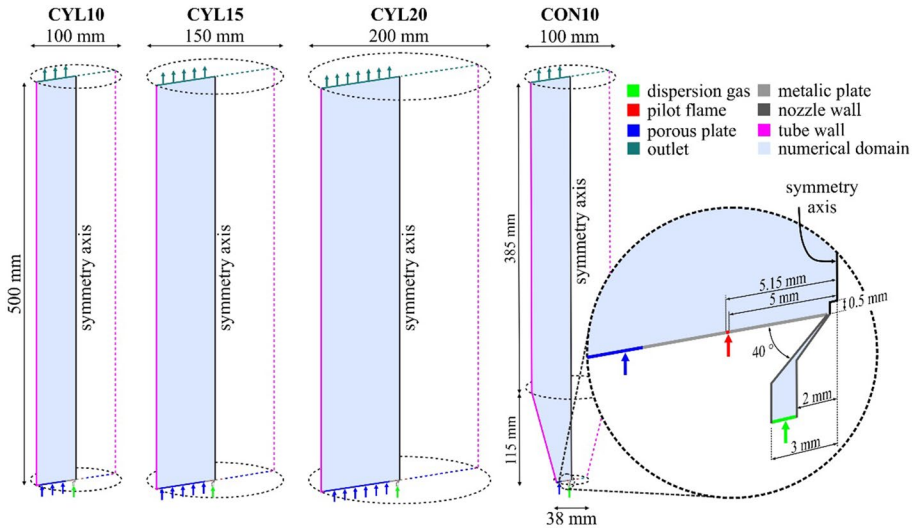 CYL10
100 mm
CYL15
150 mm
CYL20
200 mm
CON10
100 mm
dispersion gas
pilot flame
porous plate
outlet
metalic plate
nozzle wall
tube wall
numerical domain
500 mm
symmetry axis
symmetry axis
symmetry axis
385 mm
symmetry axis
115 mm
38 mm
symmetry
axis
5.15 mm
5 mm
0.5 mm
40 °
2 mm
3 mm